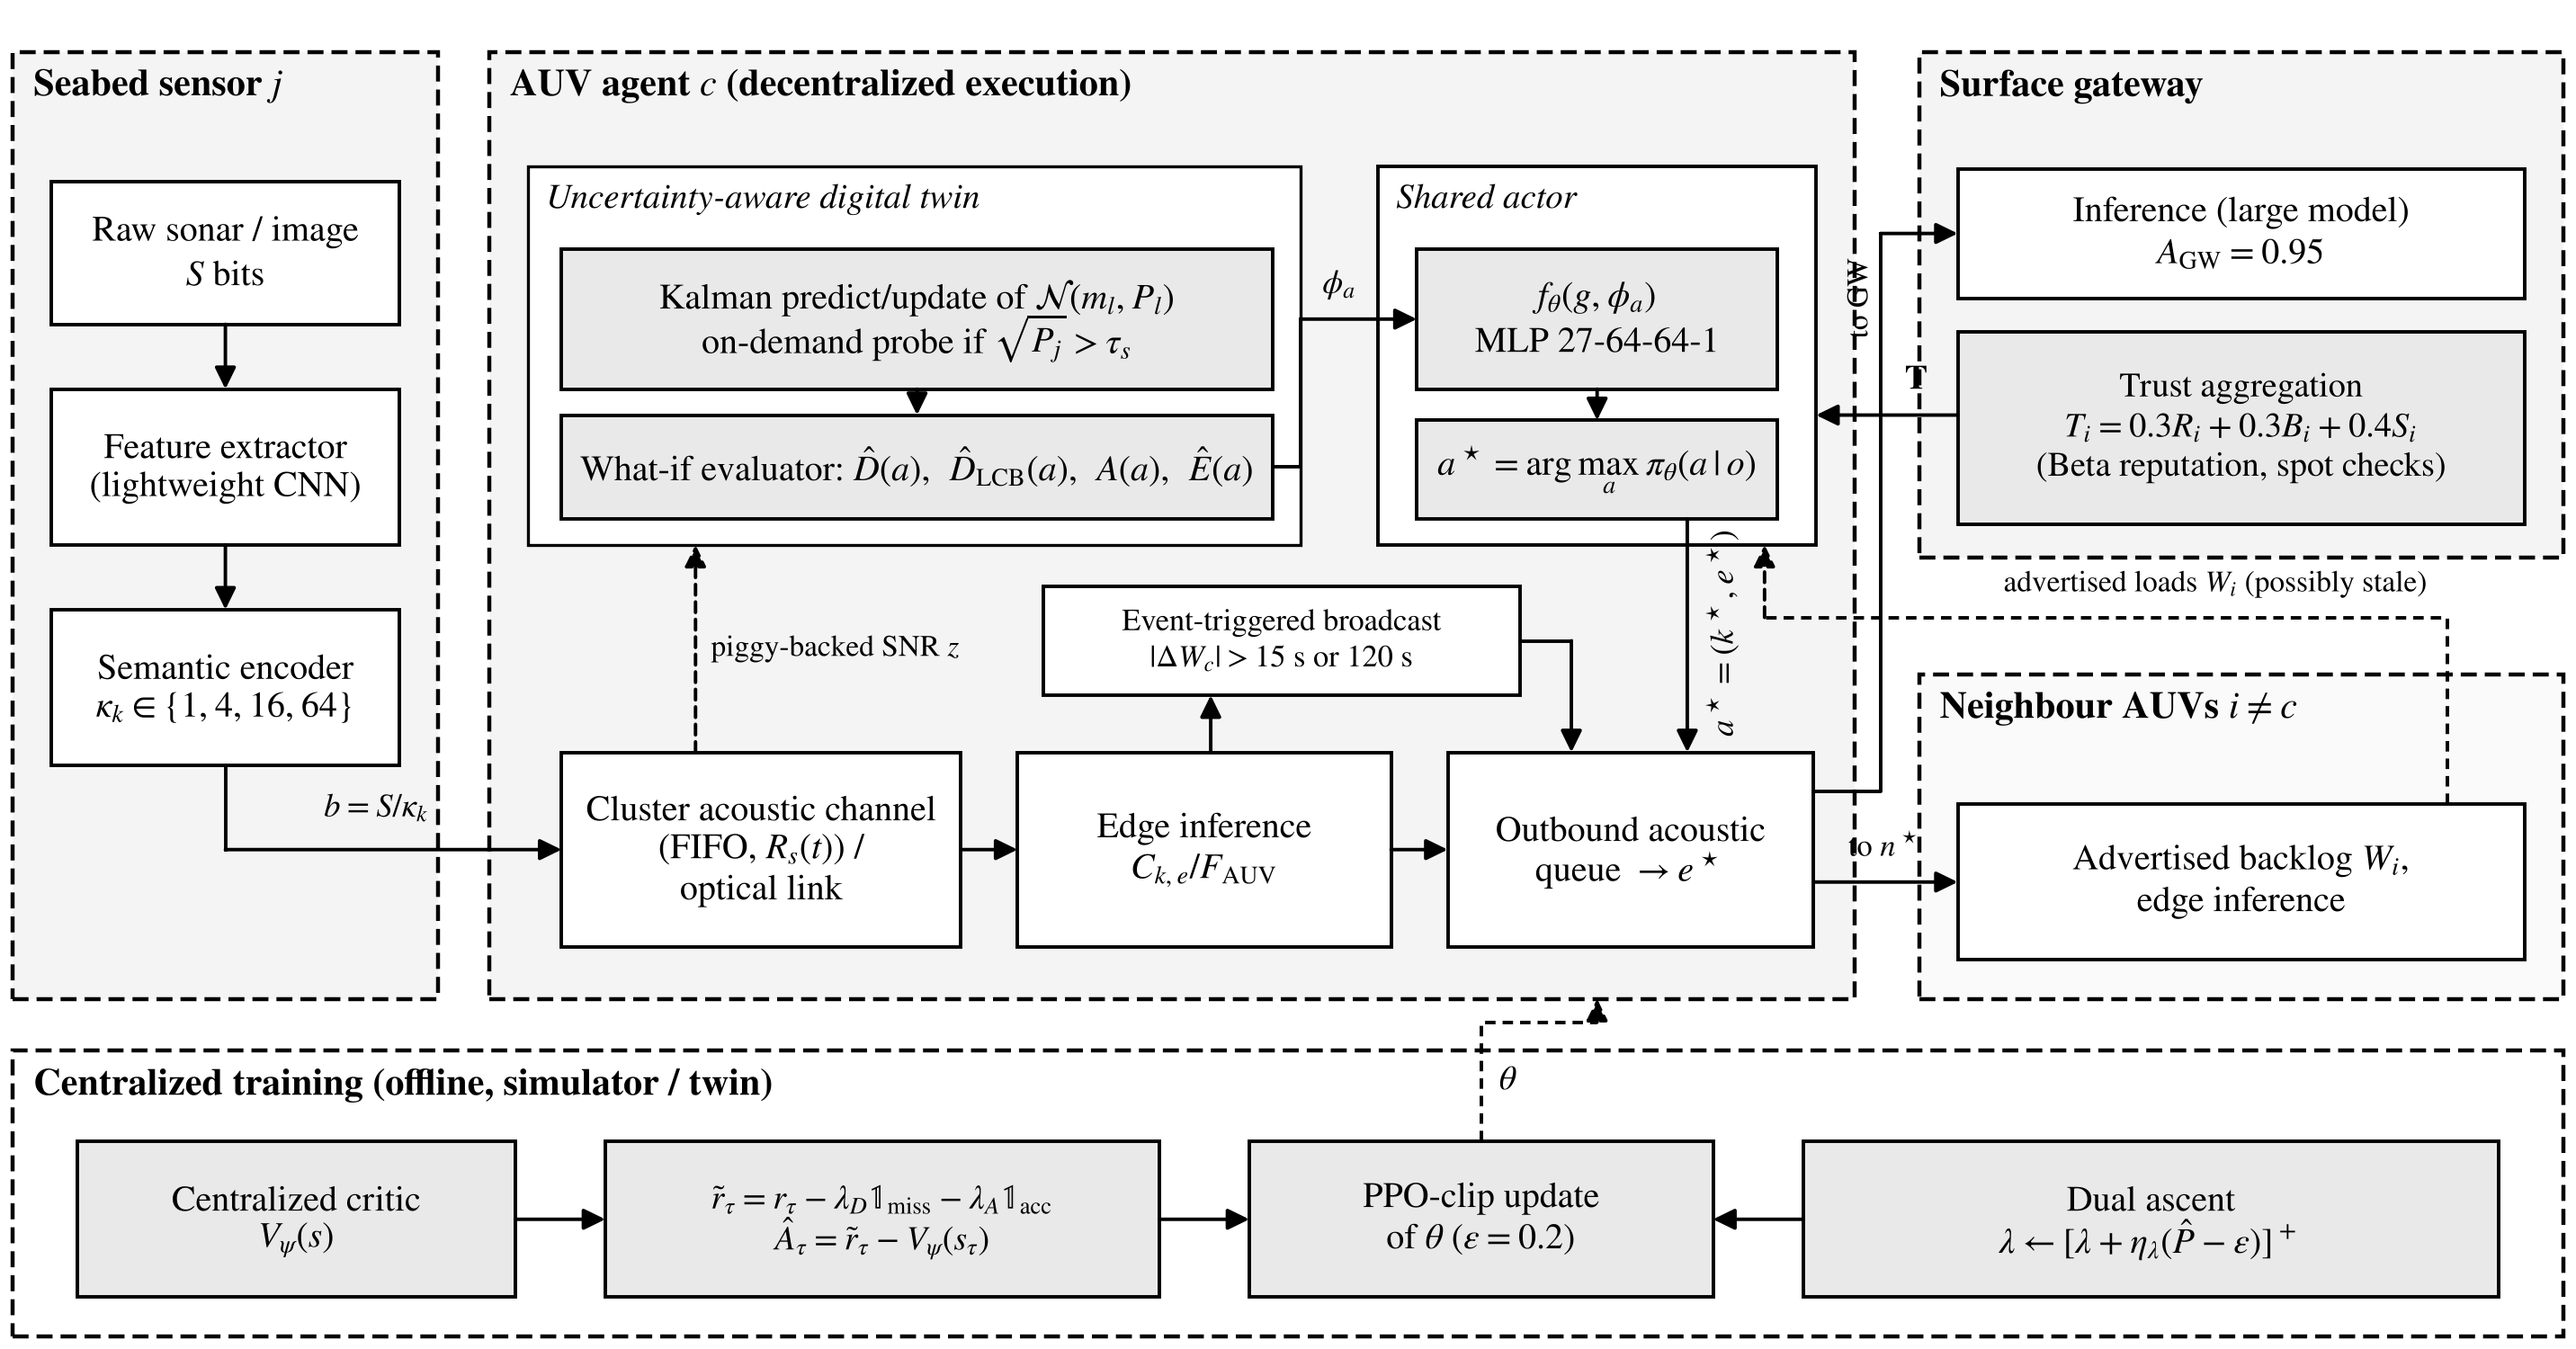 Seabed sensor j
Raw sonar / image
S bits
Feature extractor
(lightweight CNN)
Semantic encoder
κ_k ∈ {1, 4, 16, 64}
b = S/κ_k
AUV agent c (decentralized execution)
Uncertainty-aware digital twin
Kalman predict/update of 𝒩(m_l, P_l)
on-demand probe if √P_j > τ_s
What-if evaluator: D̂(a), D̂_LCB(a), A(a), Ê(a)
ϕ_a
Shared actor
f_θ(g, ϕ_a)
MLP 27-64-64-1
a⋆ = arg max_a π_θ(a | o)
a⋆ = (k⋆, e⋆)
piggy-backed SNR z
Event-triggered broadcast
|ΔW_c| > 15 s or 120 s
Cluster acoustic channel
(FIFO, R_s(t)) /
optical link
Edge inference
C_{k, e}/F_AUV
Outbound acoustic
queue → e⋆
to GW
T
to n⋆
Surface gateway
Inference (large model)
A_GW = 0.95
Trust aggregation
T_i = 0.3R_i + 0.3B_i + 0.4S_i
(Beta reputation, spot checks)
advertised loads W_i (possibly stale)
Neighbour AUVs i ≠ c
Advertised backlog W_i,
edge inference
Centralized training (offline, simulator / twin)
θ
Centralized critic
V_ψ(s)
r̃_τ = r_τ − λ_D 𝟙_miss − λ_A 𝟙_acc
Â_τ = r̃_τ − V_ψ(s_τ)
PPO-clip update
of θ (ε = 0.2)
Dual ascent
λ ← [λ + η_λ(P̂ − ε)]⁺